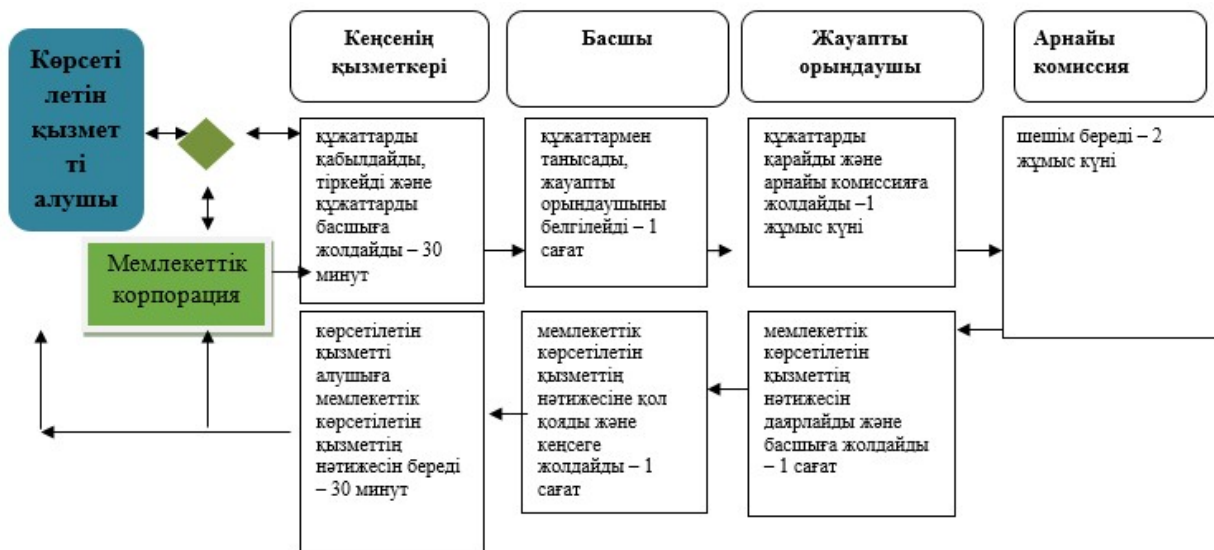 Көрсеті
летін
қызмет
ті
алушы
Мемлекеттік
корпорация
Кеңсенің
қызметкері
Басшы
Жауапты
орындаушы
Арнайы
комиссия
құжаттарды
қабылдайды,
тіркейді және
құжаттарды
басшыға
жолдайды – 30
минут
құжаттармен
танысады,
жауапты
орындаушыны
белгілейді – 1
сағат
құжаттарды
қарайды және
арнайы комиссияға
жолдайды –1
жұмыс күні
шешім береді – 2
жұмыс күні
көрсетілетін
қызметті
алушыға
мемлекеттік
көрсетілетін
қызметтің
нәтижесін береді
– 30 минут
мемлекеттік
көрсетілетін
қызметтің
нәтижесіне қол
қояды және
кеңсеге
жолдайды – 1
сағат
мемлекеттік
көрсетілетін
қызметтің
нәтижесін
даярлайды және
басшыға жолдайды
– 1 сағат